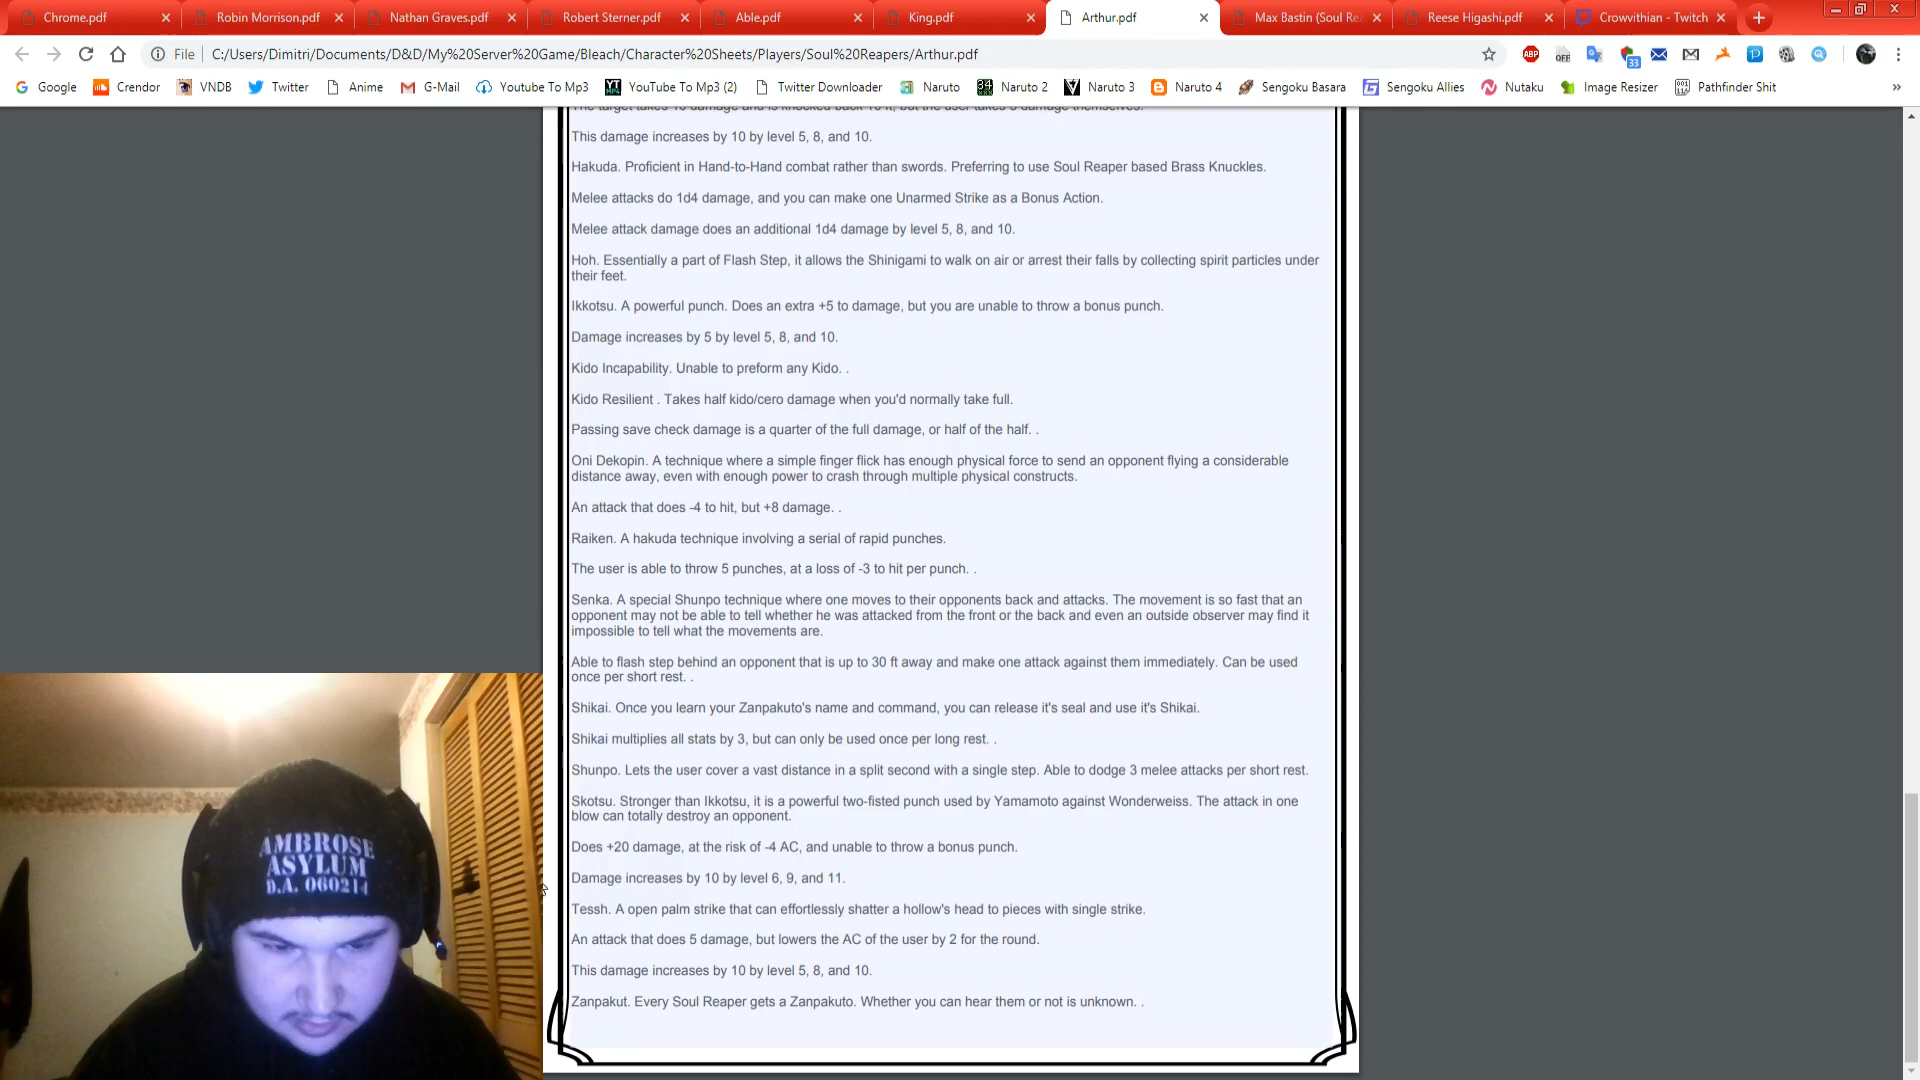 Chrome.pdf Robin Morrison.pdf Nathan Graves.pdf Robert Sterner.pdf Able.pdf King.pdf Arthur.pdf Max Bastin (Soul Rea Reese Higashi.pdf Crowvithian - Twitch
File C:/Users/Dimitri/Documents/D&D/My%20Server%20Game/Bleach/Character%20Sheets/Players/Soul%20Reapers/Arthur.pdf ABP OFF 33
Google Crendor VNDB Twitter Anime G-Mail Youtube To Mp3 YouTube To Mp3 (2) Twitter Downloader Naruto Naruto 2 Naruto 3 Naruto 4 Sengoku Basara Sengoku Allies Nutaku Image Resizer Pathfinder Shit »
The target takes 10 damage and is knocked back 10 ft, but the user takes 5 damage themselves.
This damage increases by 10 by level 5, 8, and 10.
Hakuda. Proficient in Hand-to-Hand combat rather than swords. Preferring to use Soul Reaper based Brass Knuckles.
Melee attacks do 1d4 damage, and you can make one Unarmed Strike as a Bonus Action.
Melee attack damage does an additional 1d4 damage by level 5, 8, and 10.
Hoh. Essentially a part of Flash Step, it allows the Shinigami to walk on air or arrest their falls by collecting spirit particles under
their feet.
Ikkotsu. A powerful punch. Does an extra +5 to damage, but you are unable to throw a bonus punch.
Damage increases by 5 by level 5, 8, and 10.
Kido Incapability. Unable to preform any Kido. .
Kido Resilient . Takes half kido/cero damage when you'd normally take full.
Passing save check damage is a quarter of the full damage, or half of the half. .
Oni Dekopin. A technique where a simple finger flick has enough physical force to send an opponent flying a considerable
distance away, even with enough power to crash through multiple physical constructs.
An attack that does -4 to hit, but +8 damage. .
Raiken. A hakuda technique involving a serial of rapid punches.
The user is able to throw 5 punches, at a loss of -3 to hit per punch. .
Senka. A special Shunpo technique where one moves to their opponents back and attacks. The movement is so fast that an
opponent may not be able to tell whether he was attacked from the front or the back and even an outside observer may find it
impossible to tell what the movements are.
Able to flash step behind an opponent that is up to 30 ft away and make one attack against them immediately. Can be used
once per short rest. .
Shikai. Once you learn your Zanpakuto's name and command, you can release it's seal and use it's Shikai.
Shikai multiplies all stats by 3, but can only be used once per long rest. .
Shunpo. Lets the user cover a vast distance in a split second with a single step. Able to dodge 3 melee attacks per short rest.
Skotsu. Stronger than Ikkotsu, it is a powerful two-fisted punch used by Yamamoto against Wonderweiss. The attack in one
blow can totally destroy an opponent.
Does +20 damage, at the risk of -4 AC, and unable to throw a bonus punch.
Damage increases by 10 by level 6, 9, and 11.
Tessh. A open palm strike that can effortlessly shatter a hollow's head to pieces with single strike.
An attack that does 5 damage, but lowers the AC of the user by 2 for the round.
This damage increases by 10 by level 5, 8, and 10.
Zanpakut. Every Soul Reaper gets a Zanpakuto. Whether you can hear them or not is unknown. .
AMBROSE
ASYLUM
D.A. 060214